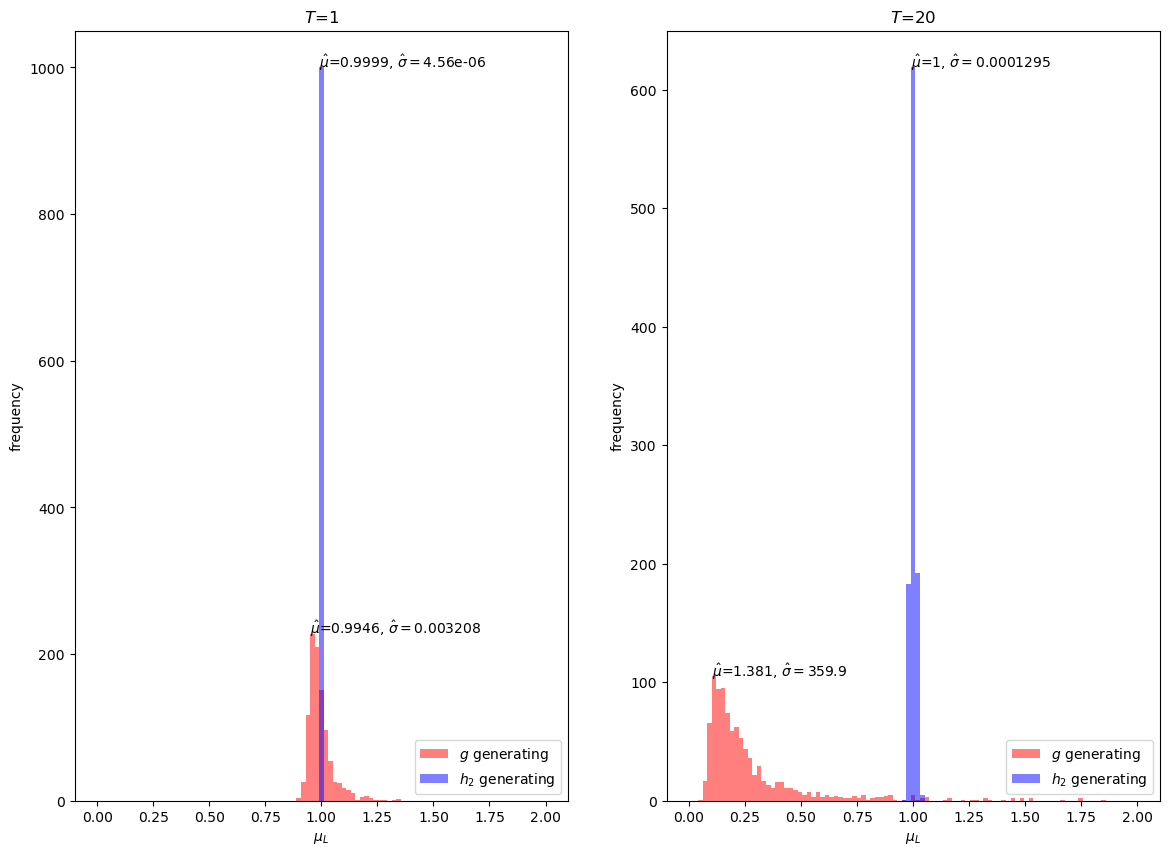 T=1
1000
800
600
400
200
0
frequency
μ̂=0.9999, σ̂ = 4.56e-06
μ̂=0.9946, σ̂ = 0.003208
g generating
h₂ generating
0.00 0.25 0.50 0.75 1.00 1.25 1.50 1.75 2.00
μ_L
T=20
600
500
400
300
200
100
0
frequency
μ̂=1, σ̂ = 0.0001295
μ̂=1.381, σ̂ = 359.9
g generating
h₂ generating
0.00 0.25 0.50 0.75 1.00 1.25 1.50 1.75 2.00
μ_L